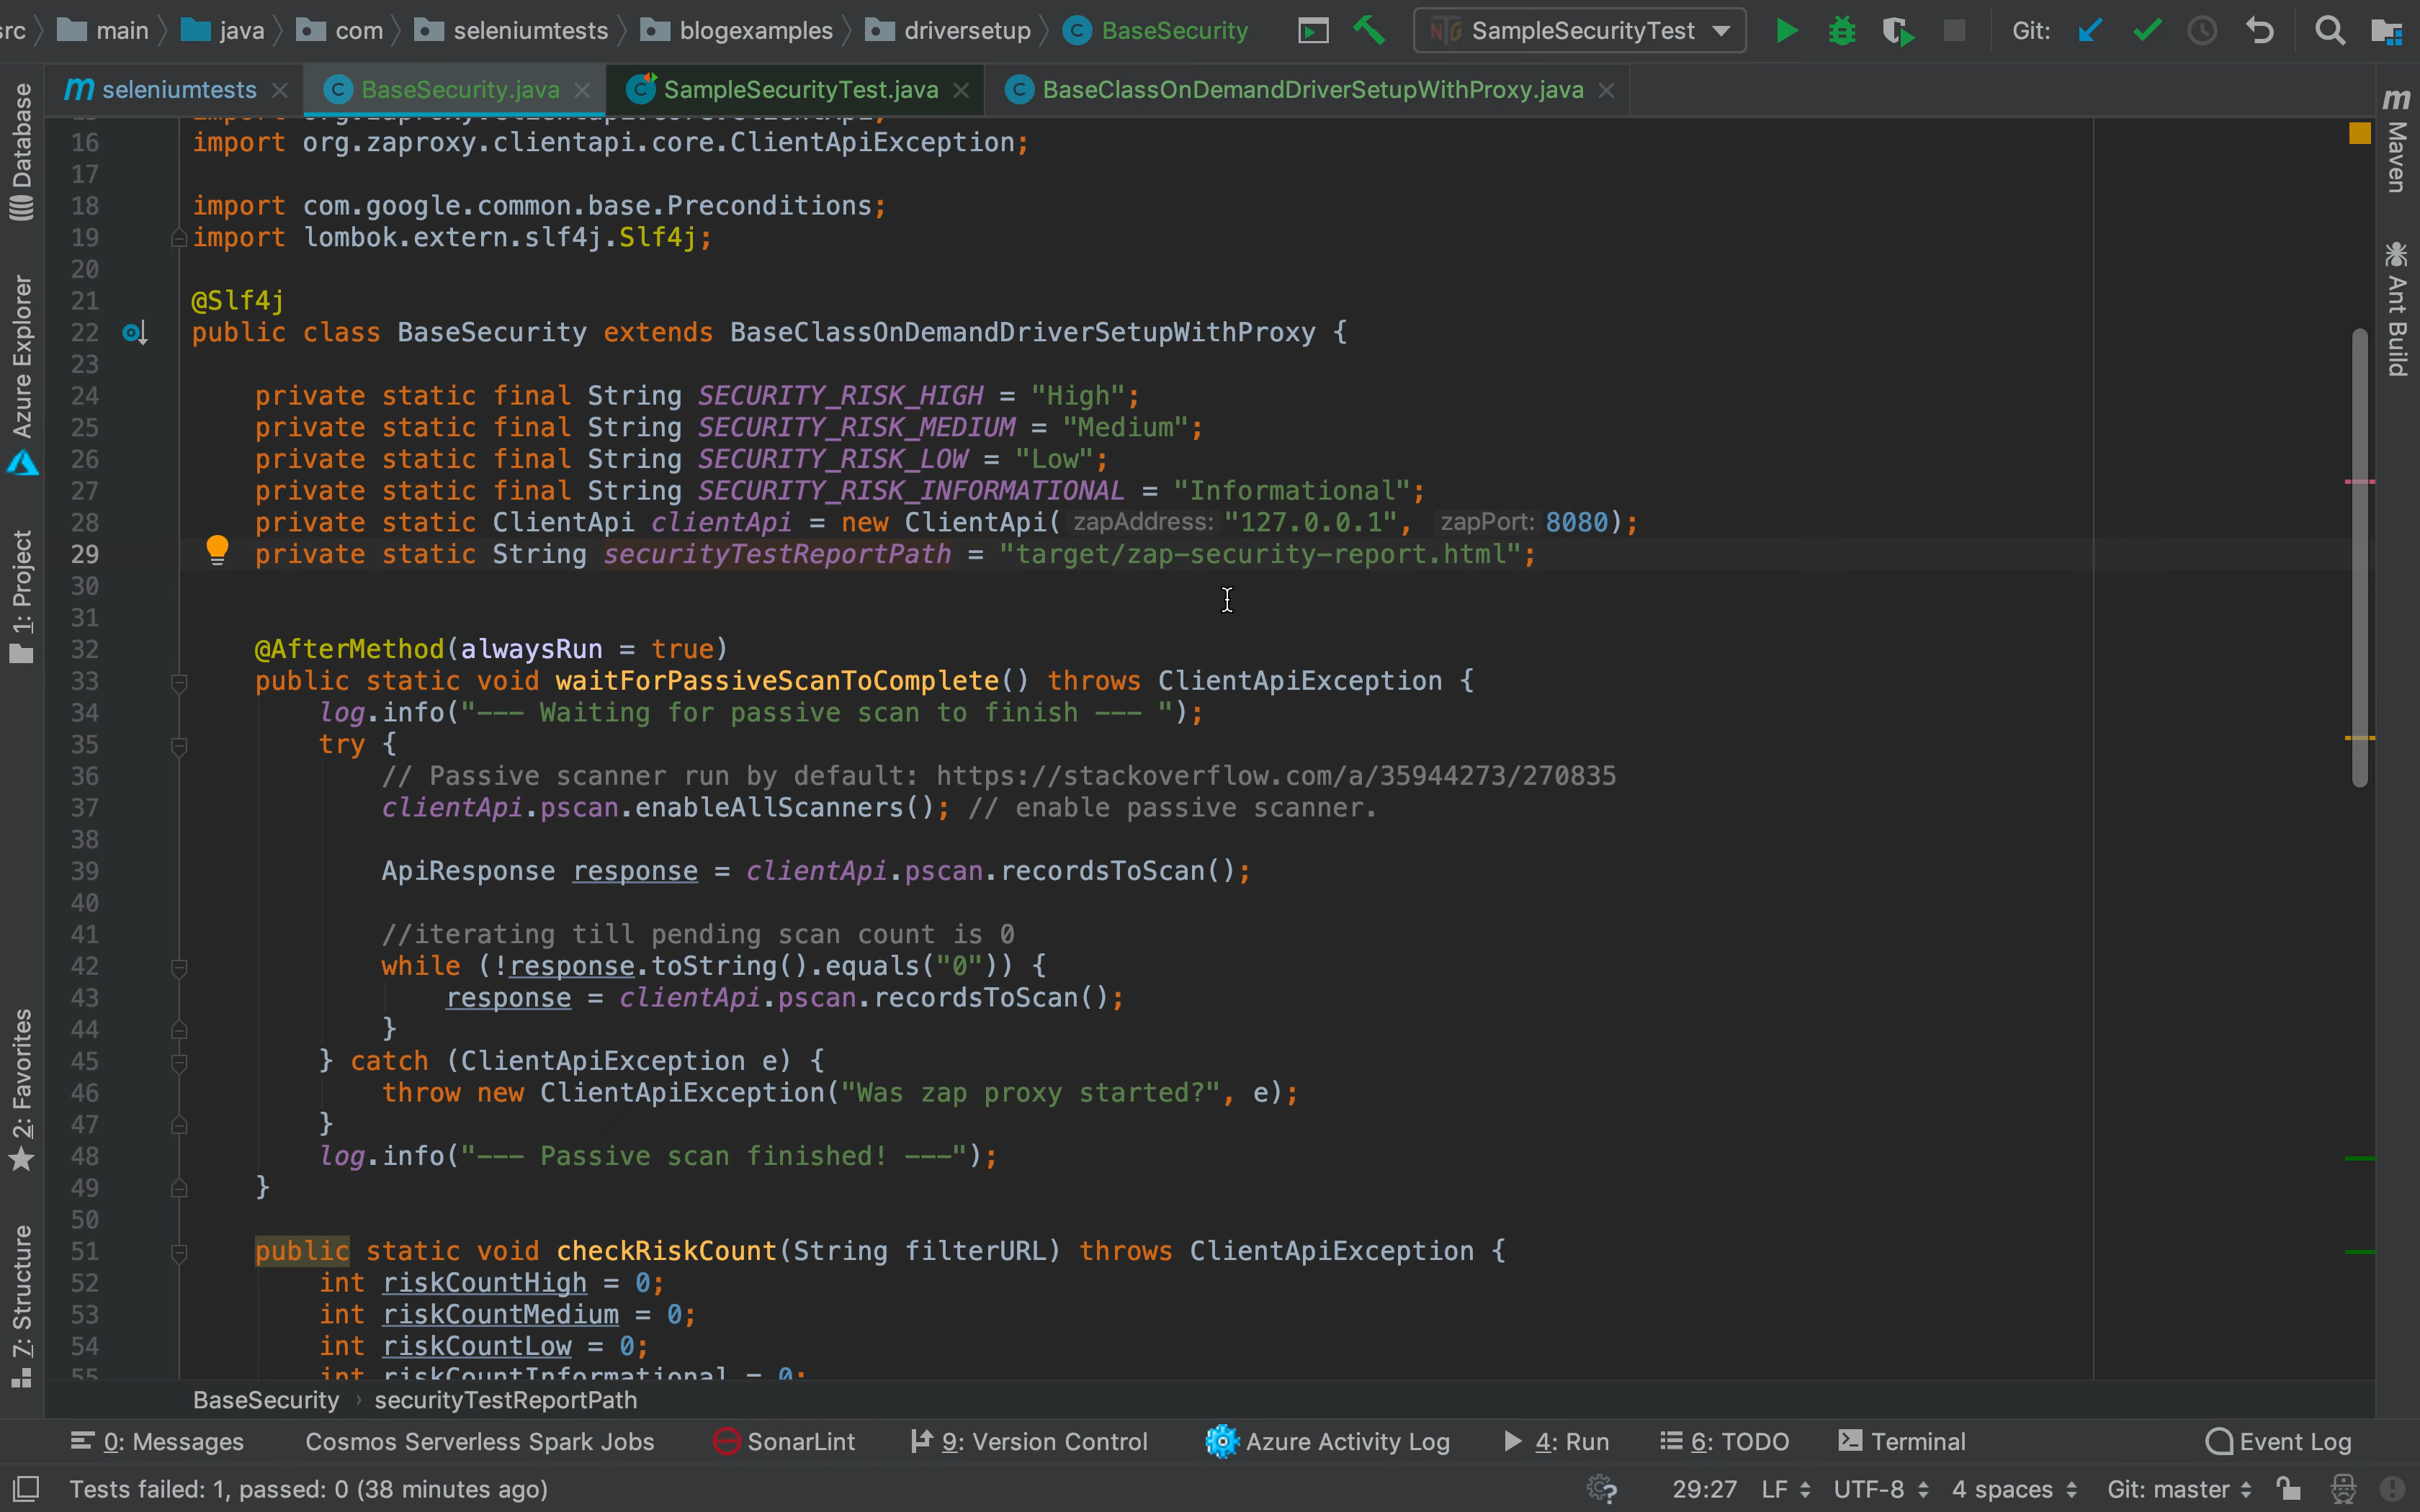 src main java com seleniumtests blogexamples driversetup BaseSecurity SampleSecurityTest Git:
seleniumtests BaseSecurity.java SampleSecurityTest.java BaseClassOnDemandDriverSetupWithProxy.java
Database
Azure Explorer
1: Project
2: Favorites
7: Structure
16 import org.zaproxy.clientapi.core.ClientApiException;
17
18 import com.google.common.base.Preconditions;
19 import lombok.extern.slf4j.Slf4j;
20
21 @Slf4j
22 public class BaseSecurity extends BaseClassOnDemandDriverSetupWithProxy {
23
24 private static final String SECURITY_RISK_HIGH = "High";
25 private static final String SECURITY_RISK_MEDIUM = "Medium";
26 private static final String SECURITY_RISK_LOW = "Low";
27 private static final String SECURITY_RISK_INFORMATIONAL = "Informational";
28 private static ClientApi clientApi = new ClientApi( zapAddress: "127.0.0.1", zapPort: 8080);
29 private static String securityTestReportPath = "target/zap-security-report.html";
30
31
32 @AfterMethod(alwaysRun = true)
33 public static void waitForPassiveScanToComplete() throws ClientApiException {
34 log.info("--- Waiting for passive scan to finish --- ");
35 try {
36 // Passive scanner run by default: https://stackoverflow.com/a/35944273/270835
37 clientApi.pscan.enableAllScanners(); // enable passive scanner.
38
39 ApiResponse response = clientApi.pscan.recordsToScan();
40
41 //iterating till pending scan count is 0
42 while (!response.toString().equals("0")) {
43 response = clientApi.pscan.recordsToScan();
44 }
45 } catch (ClientApiException e) {
46 throw new ClientApiException("Was zap proxy started?", e);
47 }
48 log.info("--- Passive scan finished! ---");
49 }
50
51 public static void checkRiskCount(String filterURL) throws ClientApiException {
52 int riskCountHigh = 0;
53 int riskCountMedium = 0;
54 int riskCountLow = 0;
55 int riskCountInformational = 0;
Maven
Ant Build
BaseSecurity › securityTestReportPath
0: Messages Cosmos Serverless Spark Jobs SonarLint 9: Version Control Azure Activity Log 4: Run 6: TODO Terminal Event Log
Tests failed: 1, passed: 0 (38 minutes ago) 29:27 LF UTF-8 4 spaces Git: master